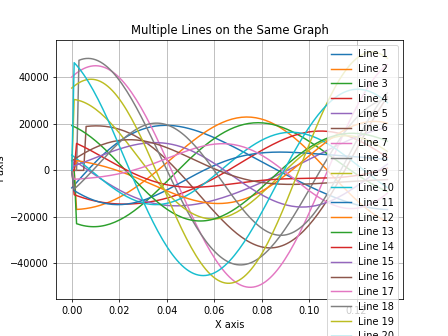 Multiple Lines on the Same Graph
40000
20000
0
−20000
−40000
0.00
0.02
0.04
0.06
0.08
0.10
X axis
axis
Line 1
Line 2
Line 3
Line 4
Line 5
Line 6
Line 7
Line 8
Line 9
Line 10
Line 11
Line 12
Line 13
Line 14
Line 15
Line 16
Line 17
Line 18
Line 19
Line 20